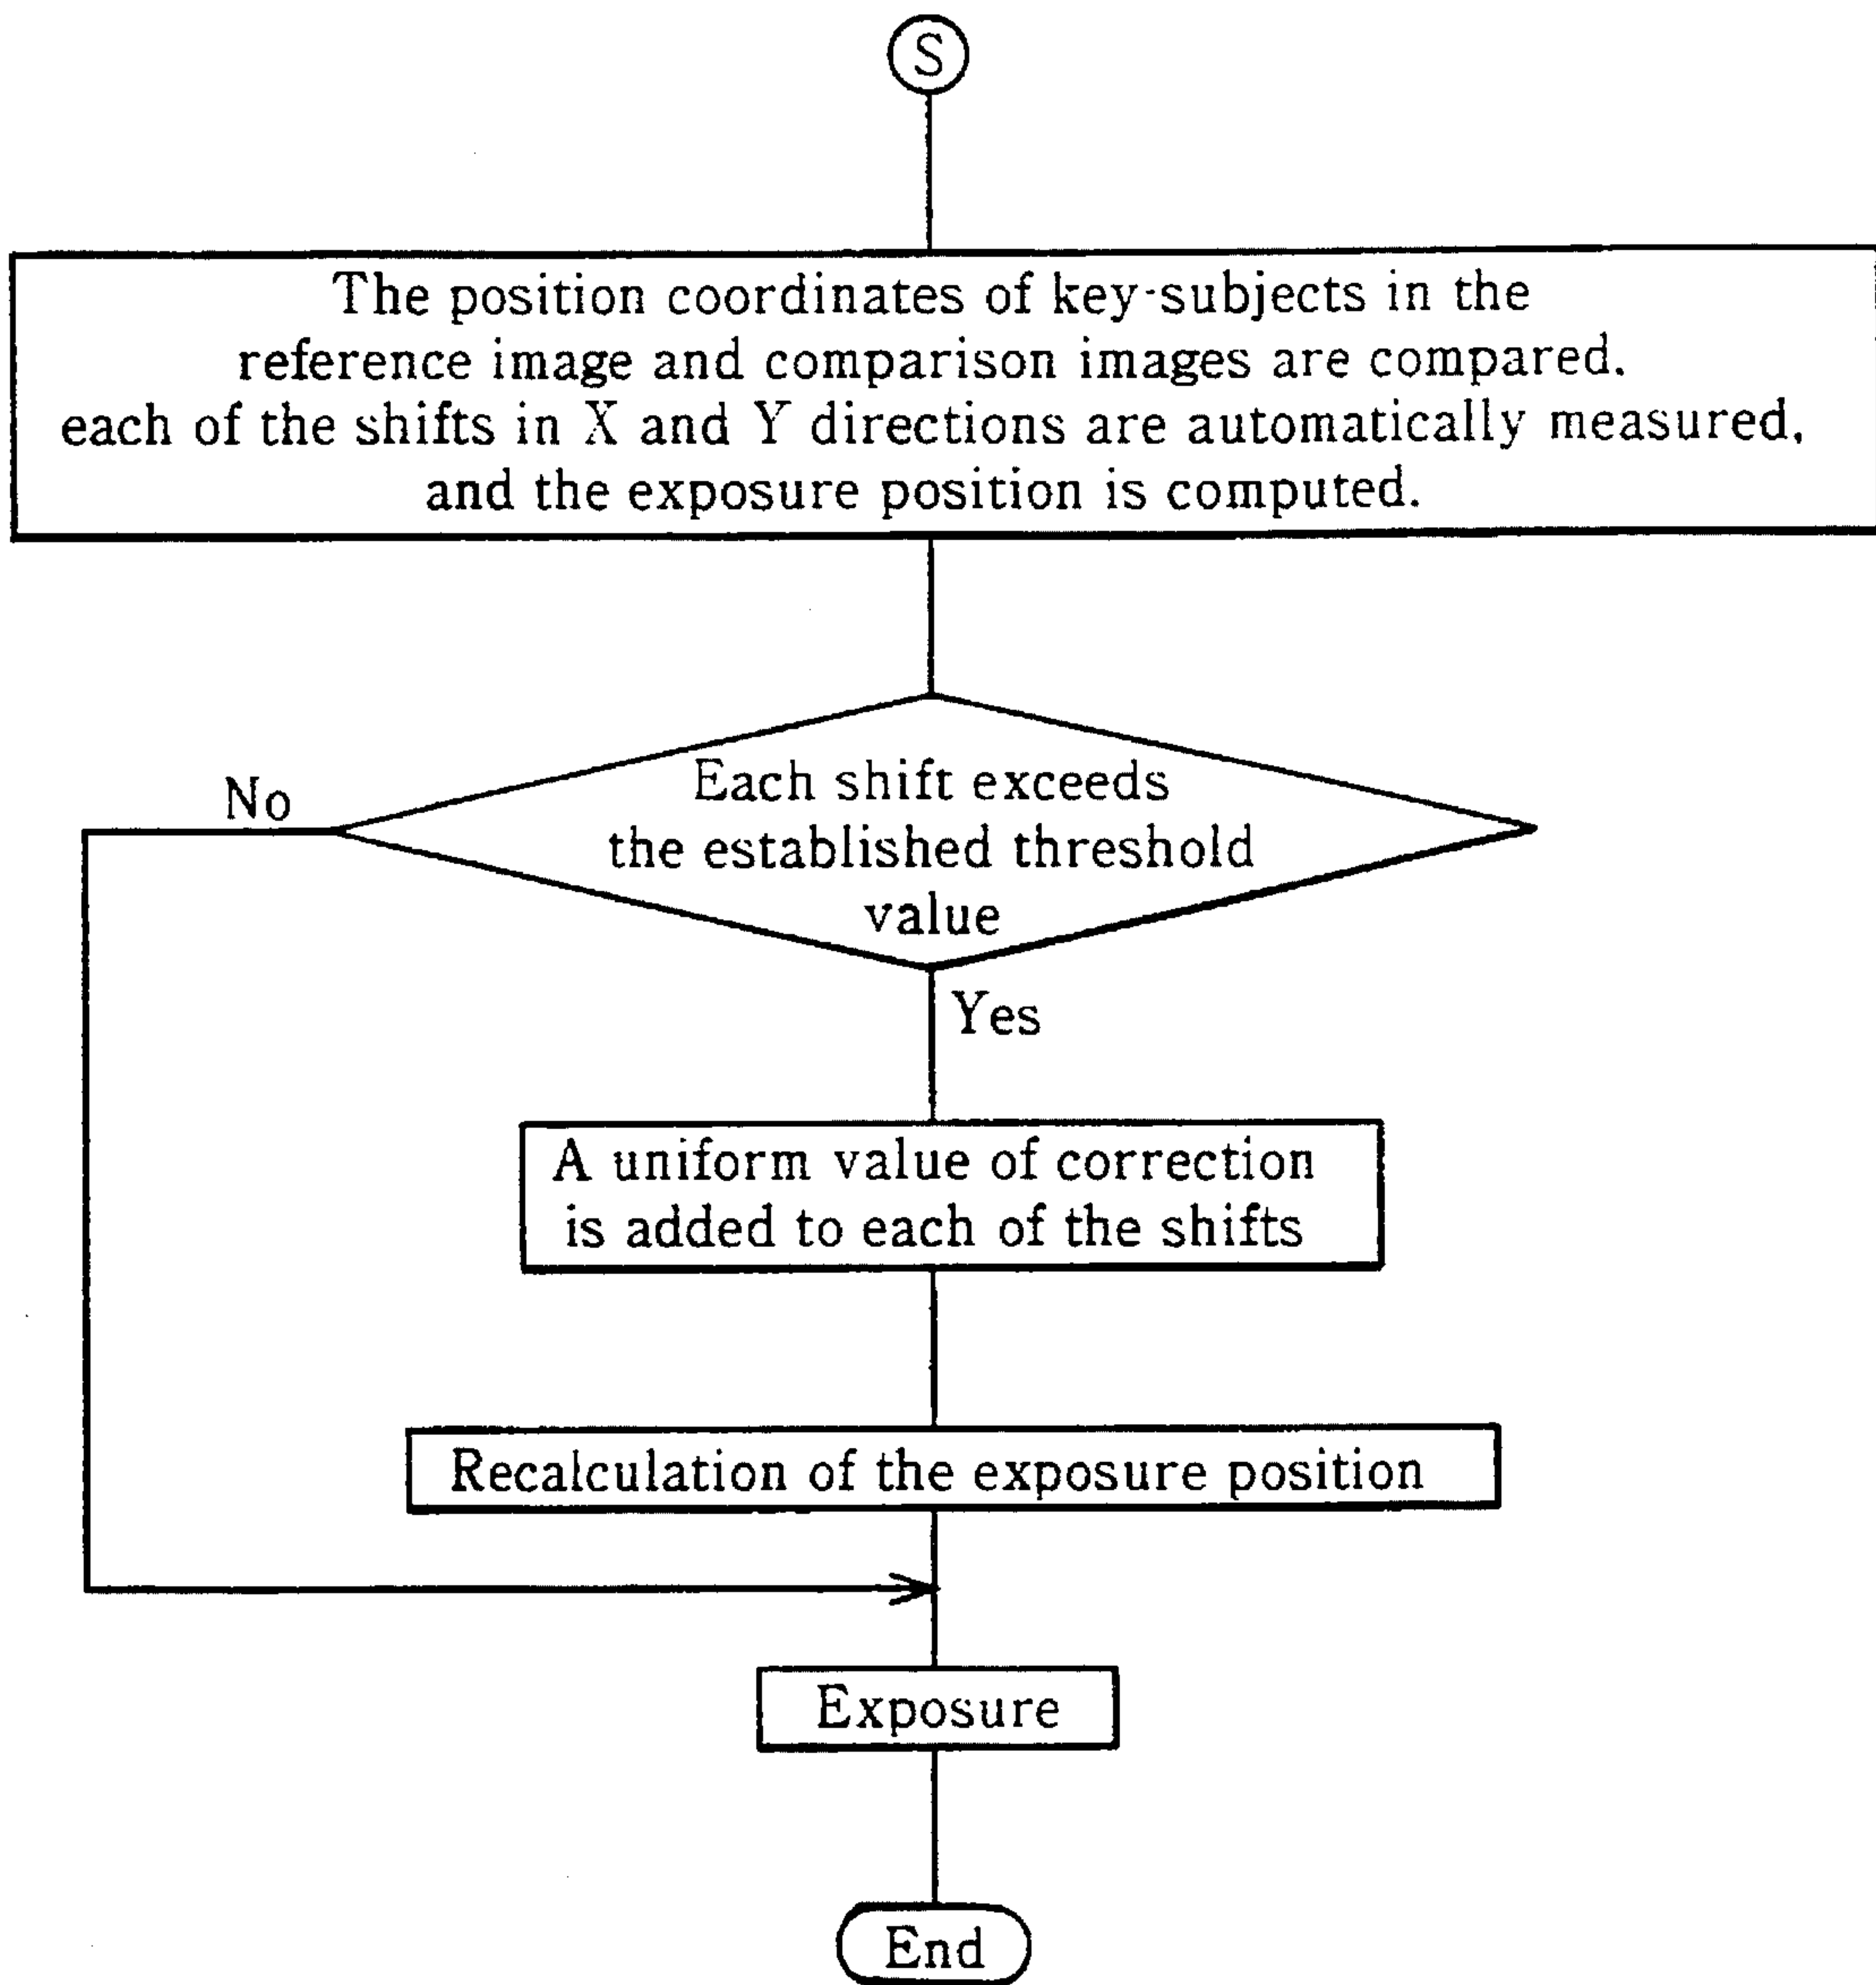 S
The position coordinates of key-subjects in the
reference image and comparison images are compared.
each of the shifts in X and Y directions are automatically measured,
and the exposure position is computed.
Each shift exceeds
the established threshold
value
No
Yes
A uniform value of correction
is added to each of the shifts
Recalculation of the exposure position
Exposure
End